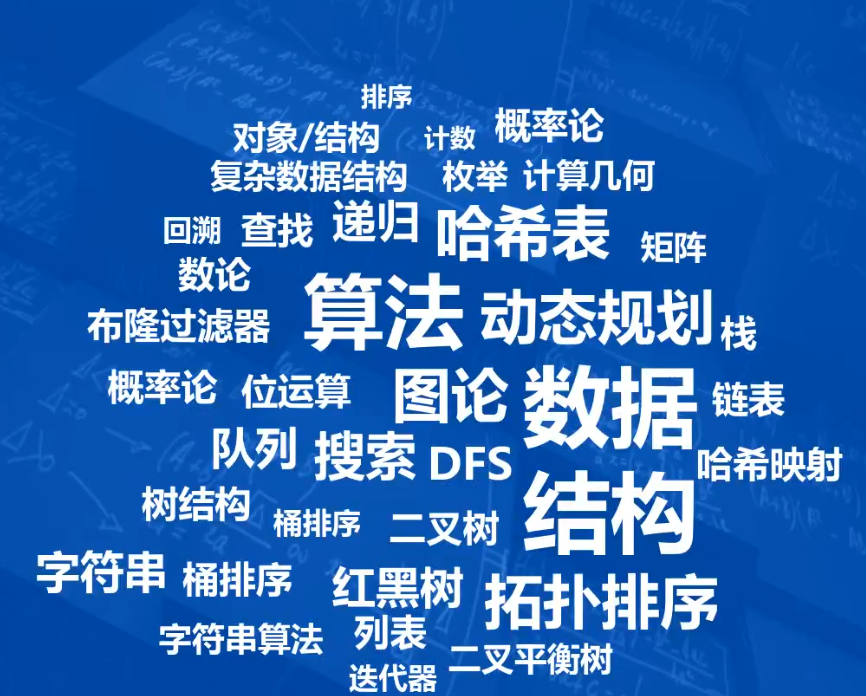 排序
对象/结构 计数 概率论
复杂数据结构 枚举 计算几何
回溯 查找 递归 哈希表 矩阵
数论
布隆过滤器 算法 动态规划 栈
概率论 位运算 图论 数据 链表
队列 搜索 DFS 哈希映射
树结构 桶排序 二叉树 结构
字符串 桶排序 红黑树 拓扑排序
字符串算法 列表 二叉平衡树
迭代器